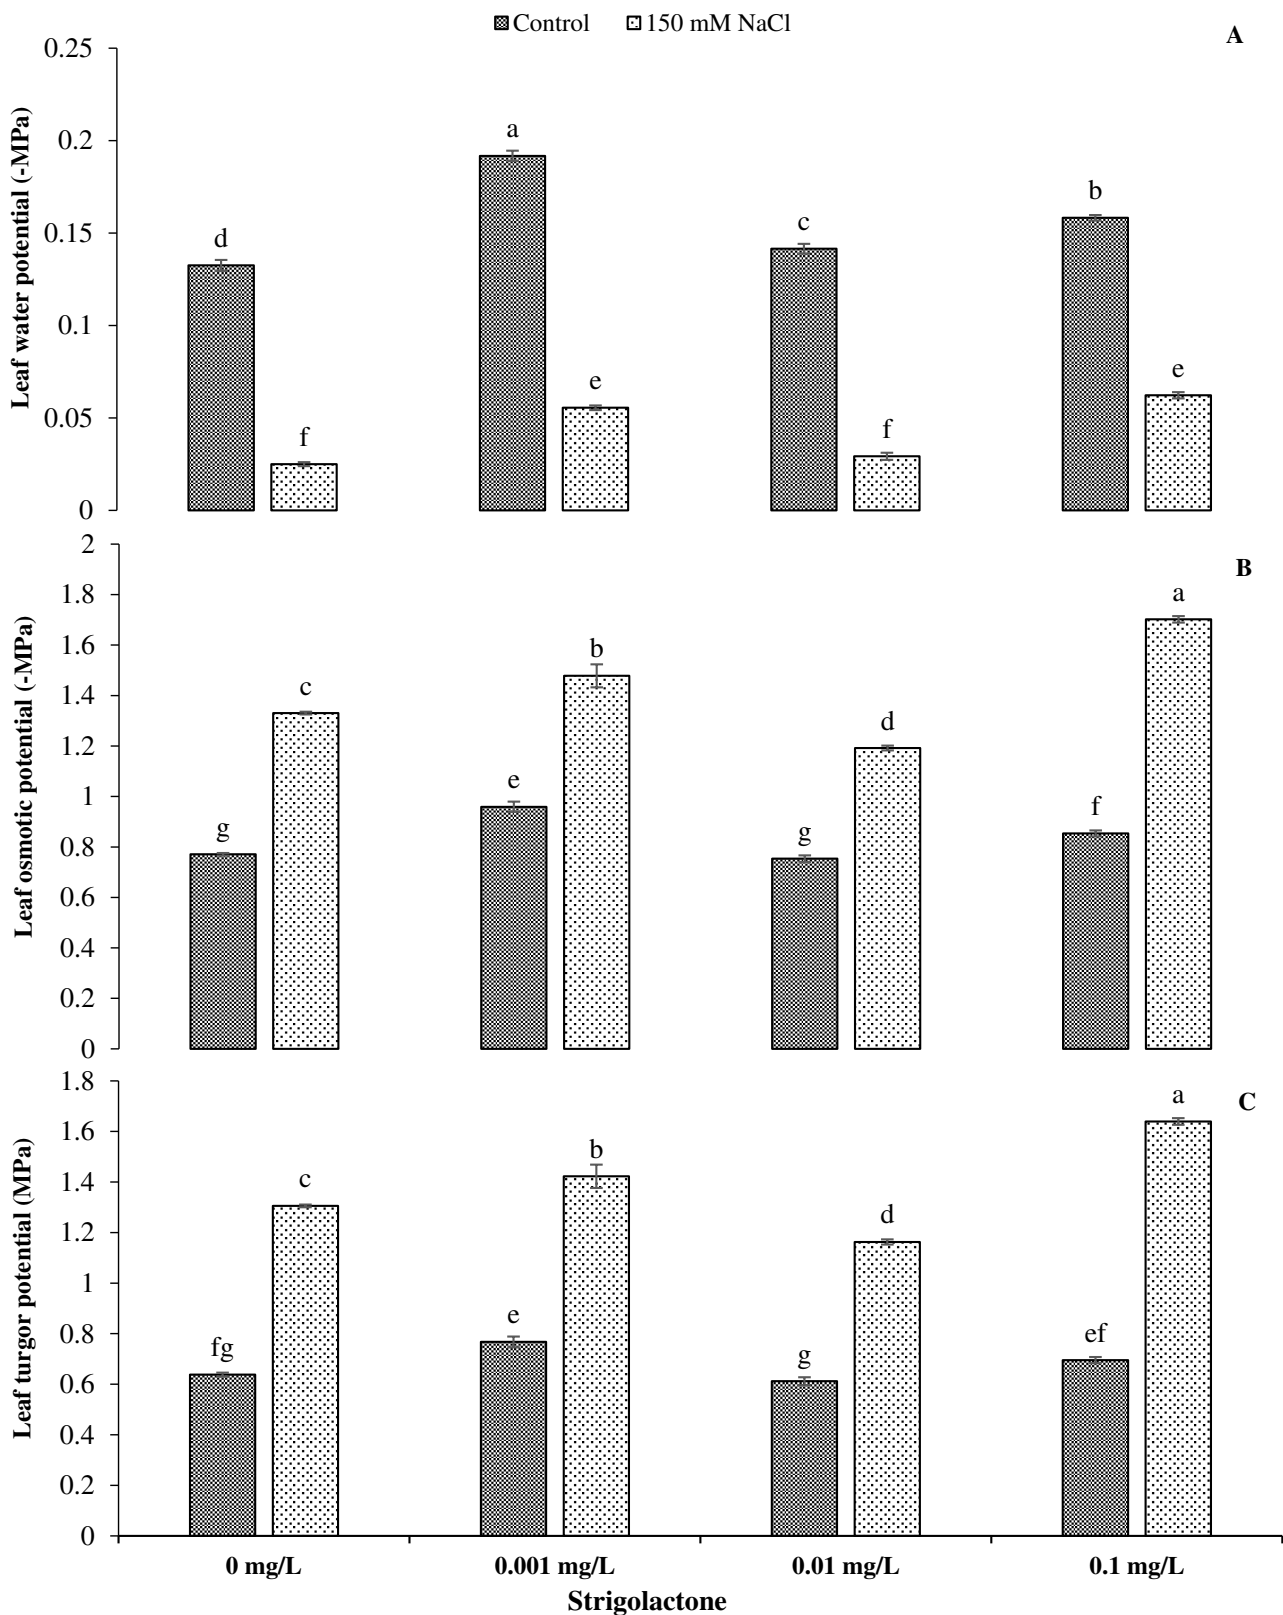 Control 150 mM NaCl
A
Leaf water potential (-MPa)
0.25
0.2
0.15
0.1
0.05
0
d
f
a
e
c
f
b
e
B
Leaf osmotic potential (-MPa)
2
1.8
1.6
1.4
1.2
1
0.8
0.6
0.4
0.2
0
g
c
e
b
g
d
f
a
C
Leaf turgor potential (MPa)
1.8
1.6
1.4
1.2
1
0.8
0.6
0.4
0.2
0
fg
c
e
b
g
d
ef
a
0 mg/L 0.001 mg/L 0.01 mg/L 0.1 mg/L
Strigolactone